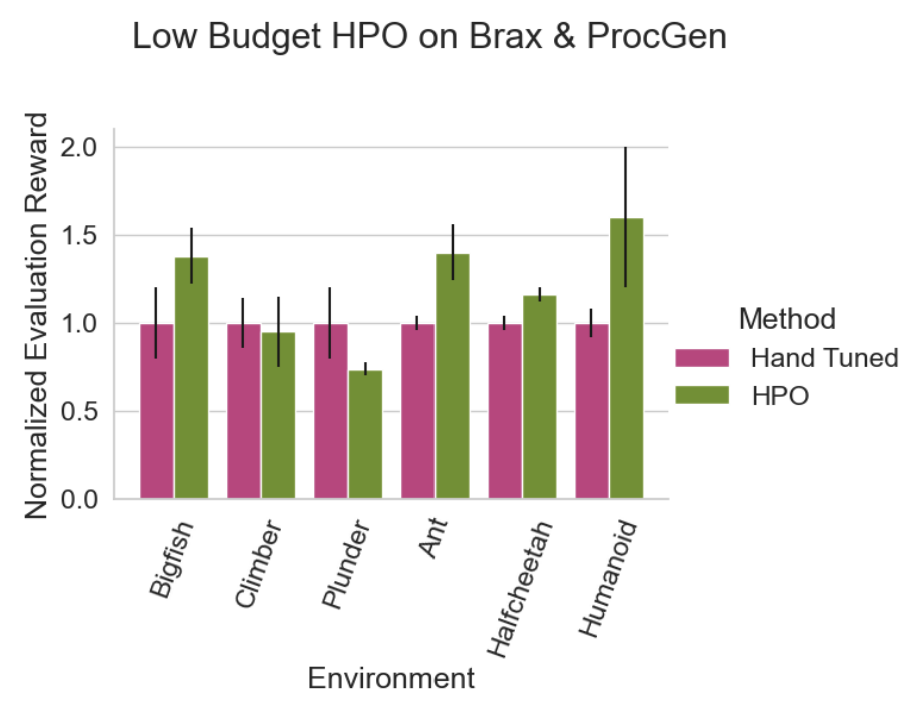 Low Budget HPO on Brax & ProcGen
Normalized Evaluation Reward
2.0
1.5
1.0
0.5
0.0
Bigfish
Climber
Plunder
Ant
Halfcheetah
Humanoid
Environment
Method
Hand Tuned
HPO